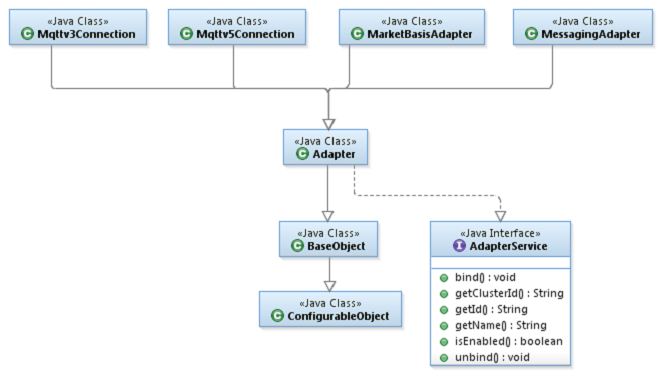 «Java Class»
C Mqttv3Connection
«Java Class»
C Mqttv5Connection
«Java Class»
C MarketBasisAdapter
«Java Class»
C MessagingAdapter
«Java Class»
C Adapter
«Java Class»
C BaseObject
«Java Interface»
I AdapterService
bind() : void
getClusterId() : String
getId() : String
getName() : String
isEnabled() : boolean
unbind() : void
«Java Class»
C ConfigurableObject